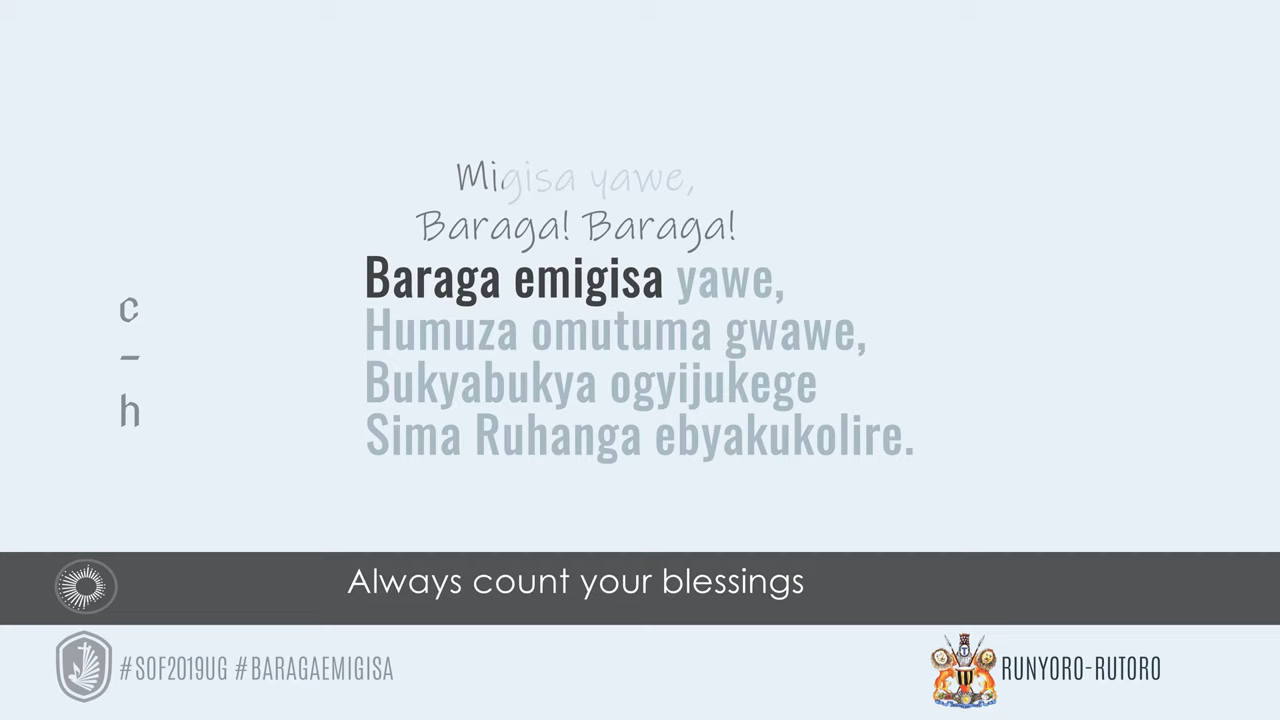 Migisa yawe,
Baraga! Baraga!
Baraga emigisa yawe,
Humuza omutuma gwawe,
Bukyabukya ogyijukege
Sima Ruhanga ebyakukolire.
c
-
h
Always count your blessings
#SOF2019UG #BARAGAEMIGISA
RUNYORO-RUTORO